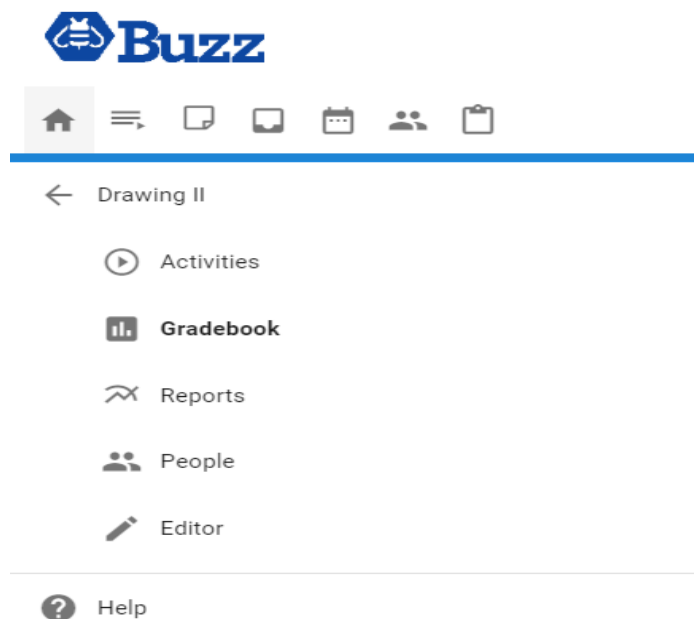 Buzz
Drawing II
Activities
Gradebook
Reports
People
Editor
? Help